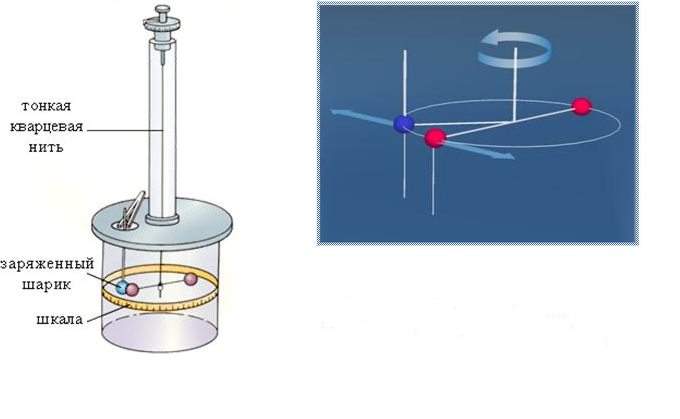 тонкая
кварцевая
нить
заряженный
шарик
шкала